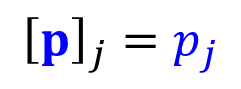 [𝐩]ⱼ = pⱼ